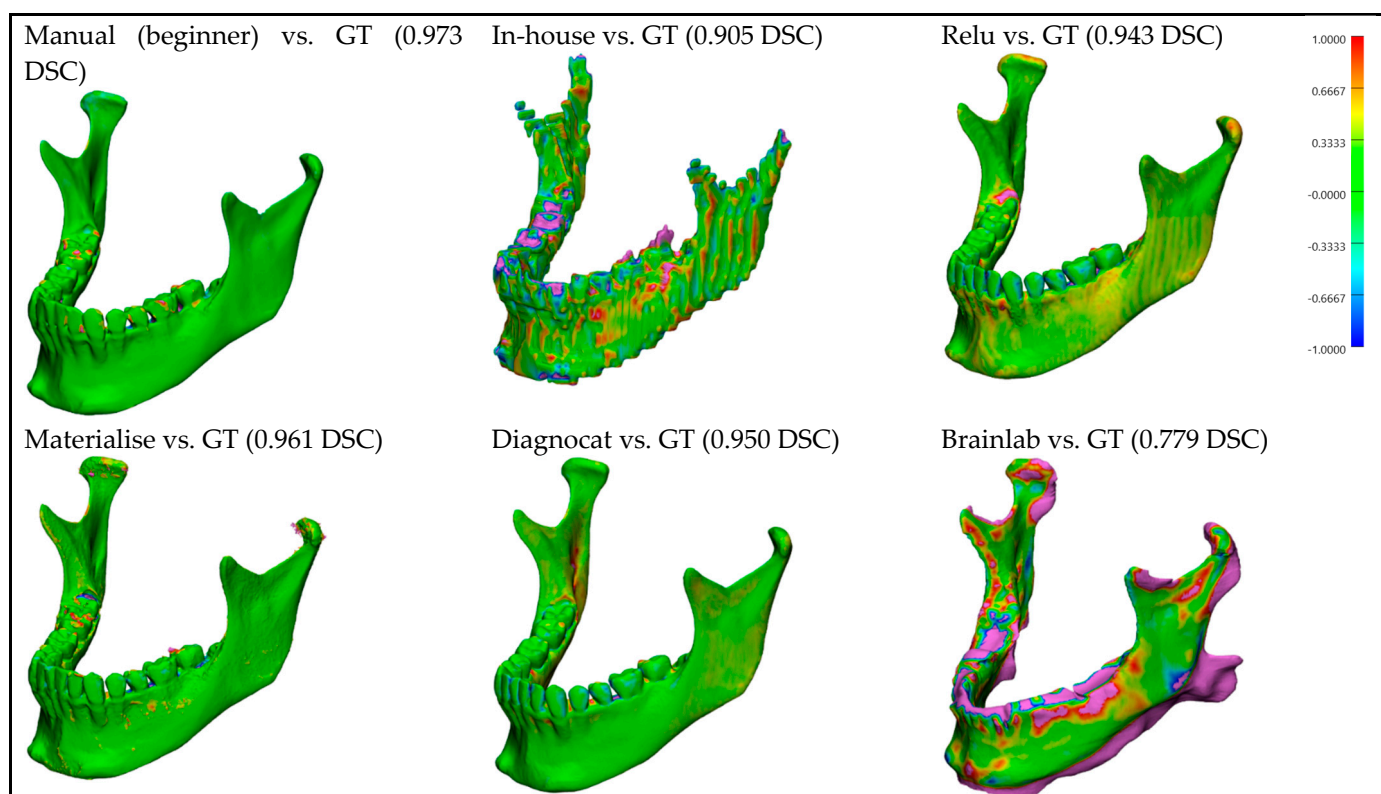 Manual (beginner) vs. GT (0.973
DSC)
In-house vs. GT (0.905 DSC)
Relu vs. GT (0.943 DSC)
1.0000
0.6667
0.3333
-0.0000
-0.3333
-0.6667
-1.0000
Materialise vs. GT (0.961 DSC)
Diagnocat vs. GT (0.950 DSC)
Brainlab vs. GT (0.779 DSC)